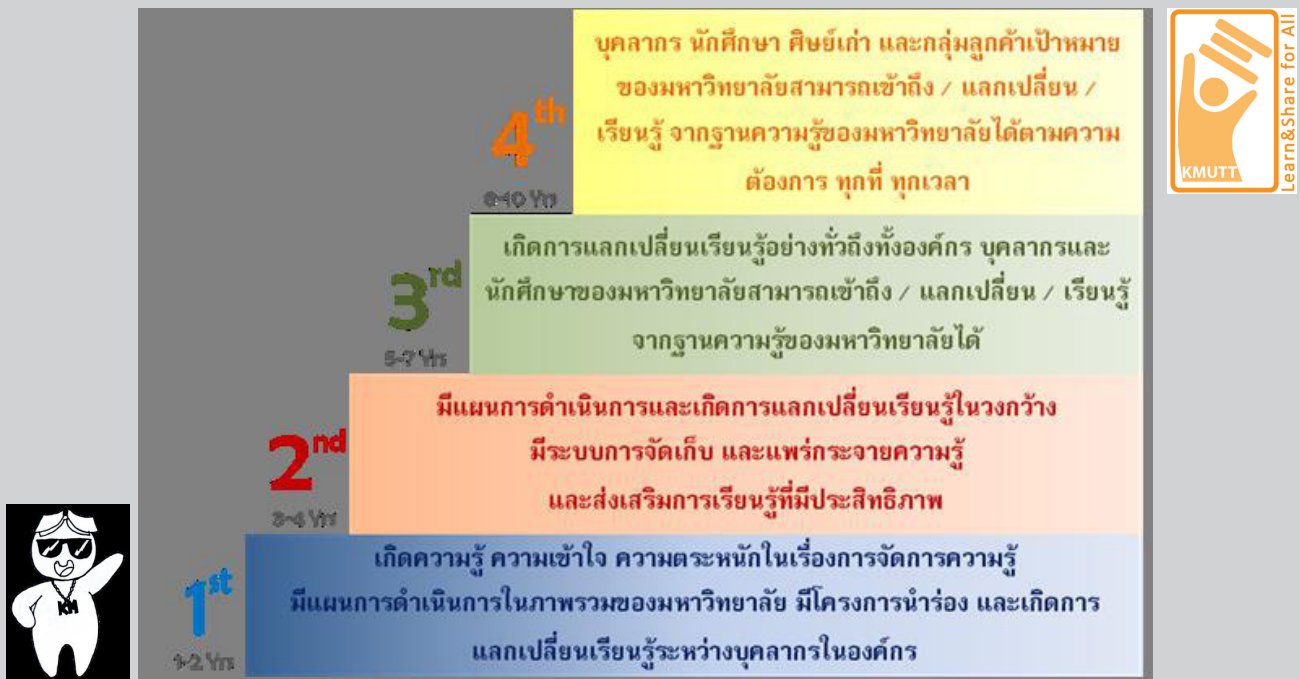 บุคลากร นักศึกษา ศิษย์เก่า และกลุ่มลูกค้าเป้าหมาย
ของมหาวิทยาลัยสามารถเข้าถึง / แลกเปลี่ยน /
เรียนรู้ จากฐานความรู้ของมหาวิทยาลัยได้ตามความ
ต้องการ ทุกที่ ทุกเวลา
4th
Yrs
เกิดการแลกเปลี่ยนเรียนรู้อย่างทั่วถึงทั้งองค์กร บุคลากรและ
นักศึกษาของมหาวิทยาลัยสามารถเข้าถึง / แลกเปลี่ยน / เรียนรู้
จากฐานความรู้ของมหาวิทยาลัยได้
3rd
5-7 Yrs
มีแผนการดำเนินการและเกิดการแลกเปลี่ยนเรียนรู้ในวงกว้าง
มีระบบการจัดเก็บ และแพร่กระจายความรู้
และส่งเสริมการเรียนรู้ที่มีประสิทธิภาพ
2nd
3-4 Yrs
เกิดความรู้ ความเข้าใจ ความตระหนักในเรื่องการจัดการความรู้
มีแผนการดำเนินการในภาพรวมของมหาวิทยาลัย มีโครงการนำร่อง และเกิดการ
แลกเปลี่ยนเรียนรู้ระหว่างบุคลากรในองค์กร
1st
1-2 Yrs
KMUTT
Learn&Share for All
KM